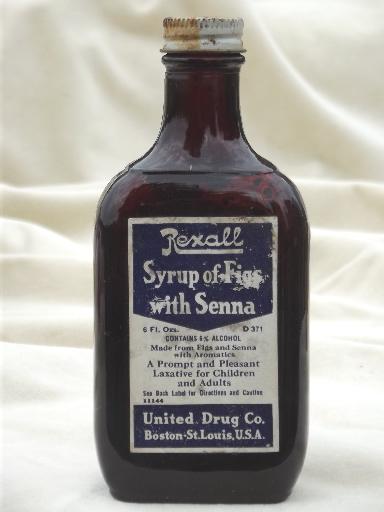 Rexall
Syrup of Figs
with Senna
6 Fl. Ozs. D 371
CONTAINS 6% ALCOHOL
Made from Figs and Senna
with Aromatics
A Prompt and Pleasant
Laxative for Children
and Adults
See Back Label for Directions and Caution
11144
United Drug Co.
Boston-St.Louis, U.S.A.